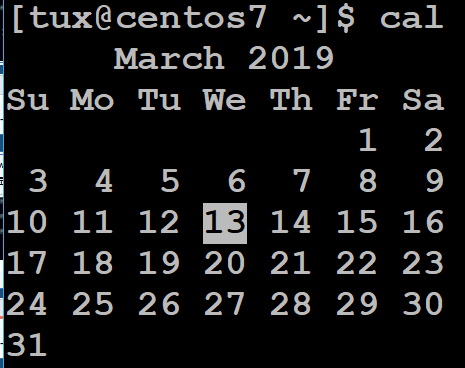 [tux@centos7 ~]$ cal
March 2019
Su Mo Tu We Th Fr Sa
1 2
3 4 5 6 7 8 9
10 11 12 13 14 15 16
17 18 19 20 21 22 23
24 25 26 27 28 29 30
31